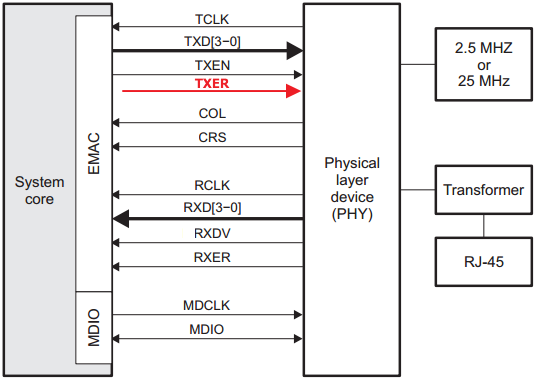 System
core
EMAC
MDIO
TCLK
TXD[3−0]
TXEN
TXER
COL
CRS
RCLK
RXD[3−0]
RXDV
RXER
MDCLK
MDIO
Physical
layer
device
(PHY)
2.5 MHZ
or
25 MHz
Transformer
RJ-45